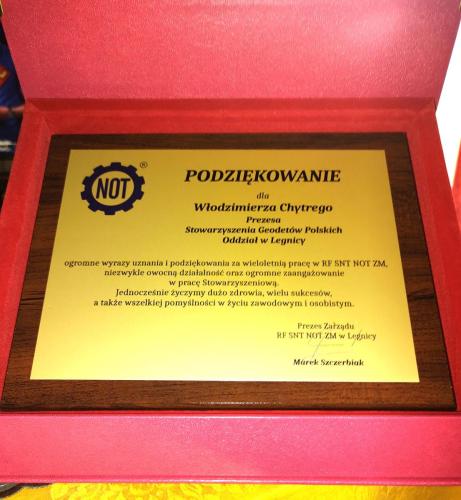 NOT ®
PODZIĘKOWANIE
dla
Włodzimierza Chytrego
Prezesa
Stowarzyszenia Geodetów Polskich
Oddział w Legnicy
ogromne wyrazy uznania i podziękowania za wieloletnią pracę w RF SNT NOT ZM,
niezwykle owocną działalność oraz ogromne zaangażowanie
w pracę Stowarzyszeniową.
Jednocześnie życzymy dużo zdrowia, wielu sukcesów,
a także wszelkiej pomyślności w życiu zawodowym i osobistym.
Prezes Zarządu
RF SNT NOT ZM w Legnicy
Marek Szczerbiak